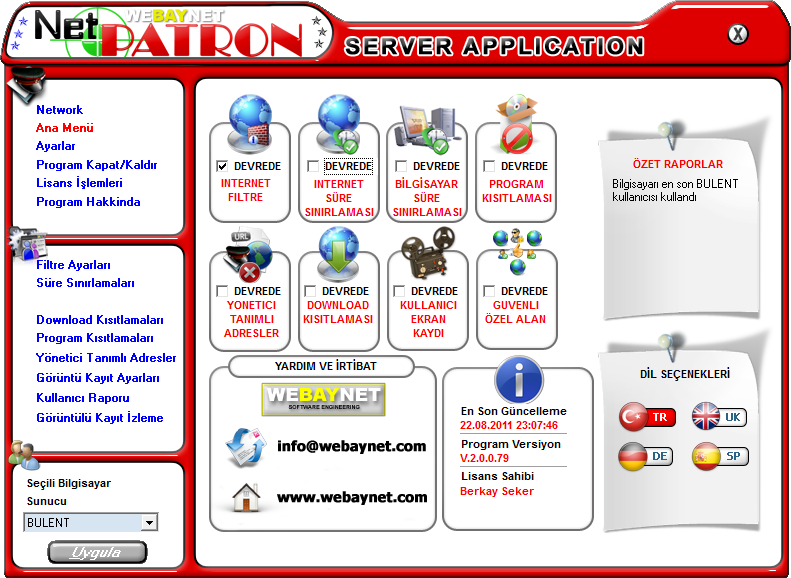 WEBAYNET
Net PATRON
SERVER APPLICATION
X
Network
Ana Menü
Ayarlar
Program Kapat/Kaldır
Lisans İşlemleri
Program Hakkında
Filtre Ayarları
Süre Sınırlamaları
Download Kısıtlamaları
Program Kısıtlamaları
Yönetici Tanımlı Adresler
Görüntü Kayıt Ayarları
Kullanıcı Raporu
Görüntülü Kayıt İzleme
Seçili Bilgisayar
Sunucu
BULENT
Uygula
DEVREDE
INTERNET
FILTRE
DEVREDE
INTERNET
SÜRE
SINIRLAMASI
DEVREDE
BİLGİSAYAR
SÜRE
SINIRLAMASI
DEVREDE
PROGRAM
KISITLAMASI
URL
DEVREDE
YONETICI
TANIMLI
ADRESLER
DEVREDE
DOWNLOAD
KISITLAMASI
DEVREDE
KULLANICI
EKRAN
KAYDI
DEVREDE
GUVENLI
ÖZEL ALAN
YARDIM VE İRTİBAT
WEBAYNET
SOFTWARE ENGINEERING
info@webaynet.com
www.webaynet.com
i
En Son Güncelleme
22.08.2011 23:07:46
Program Versiyon
V.2.0.0.79
Lisans Sahibi
Berkay Seker
ÖZET RAPORLAR
Bilgisayarı en son BULENT
kullanıcısı kullandı
DİL SEÇENEKLERİ
TR
UK
DE
SP